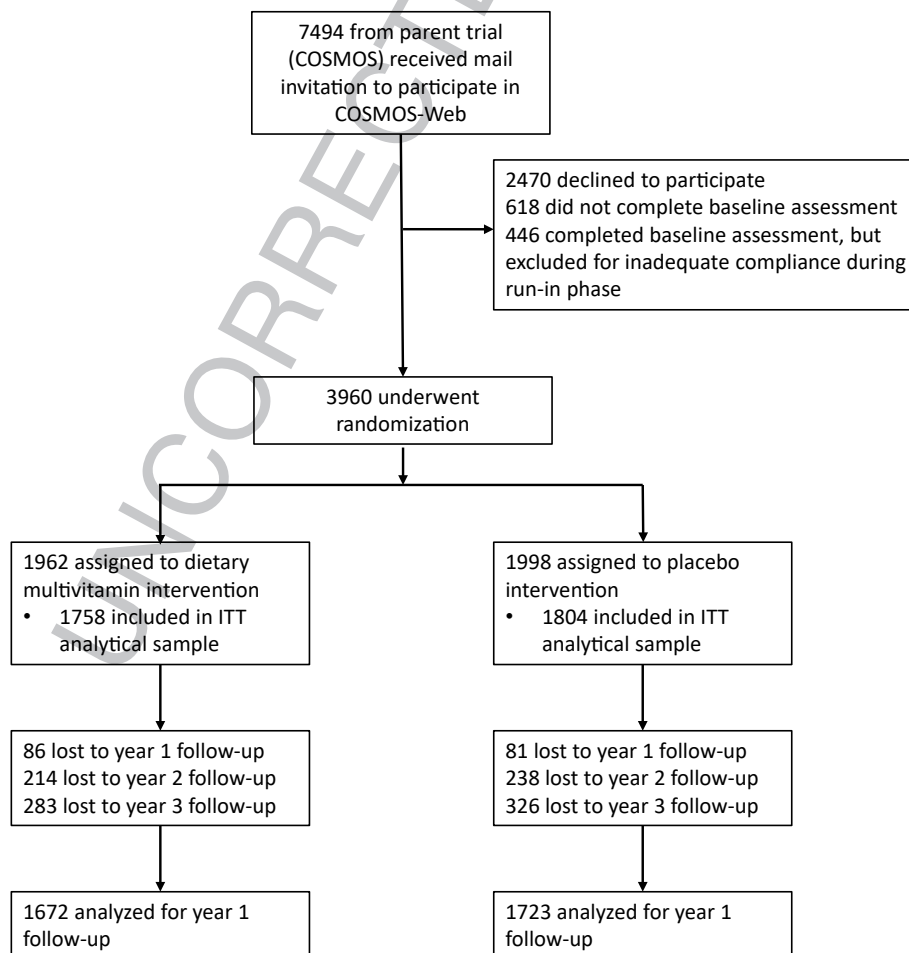 7494 from parent trial
(COSMOS) received mail
invitation to participate in
COSMOS-Web
2470 declined to participate
618 did not complete baseline assessment
446 completed baseline assessment, but
excluded for inadequate compliance during
run-in phase
3960 underwent
randomization
1962 assigned to dietary
multivitamin intervention
• 1758 included in ITT
analytical sample
1998 assigned to placebo
intervention
• 1804 included in ITT
analytical sample
86 lost to year 1 follow-up
214 lost to year 2 follow-up
283 lost to year 3 follow-up
81 lost to year 1 follow-up
238 lost to year 2 follow-up
326 lost to year 3 follow-up
1672 analyzed for year 1
follow-up
1723 analyzed for year 1
follow-up
UNCORRECTE